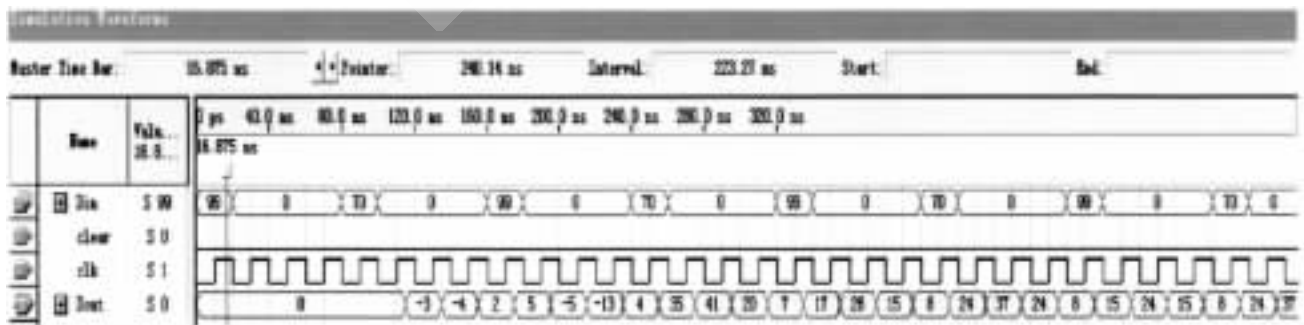 Simulation Waveforms
Master Time Bar: 16.875 ns Pointer: 240.14 ns Interval: 223.27 ns Start: End:
Name Valu... 16.8...
0 ps 40.0 ns 80.0 ns 120.0 ns 160.0 ns 200.0 ns 240.0 ns 280.0 ns 320.0 ns
16.875 ns
Din S 99 99 0 70 0 99 0 70 0 99 0 70 0 99 0 70 0
clear S 0
clk S 1
Dout S 0 0 -3 -4 2 5 -5 -13 4 35 41 20 7 17 28 15 8 24 37 24 8 15 24 15 8 24 37